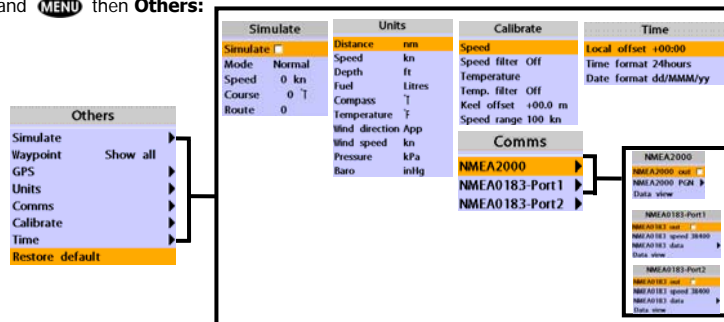 and MENU then Others:
Others
Simulate
Waypoint Show all
GPS
Units
Comms
Calibrate
Time
Restore default
Simulate
Simulate
Mode Normal
Speed 0 kn
Course 0 °T
Route 0
Units
Distance nm
Speed kn
Depth ft
Fuel Litres
Compass °T
Temperature °F
Wind direction App
Wind speed kn
Pressure kPa
Baro inHg
Calibrate
Speed
Speed filter Off
Temperature
Temp. filter Off
Keel offset +00.0 m
Speed range 100 kn
Time
Local offset +00:00
Time format 24hours
Date format dd/MMM/yy
Comms
NMEA2000
NMEA0183-Port1
NMEA0183-Port2
NMEA2000
NMEA2000 out
NMEA2000 PGN
Data view
NMEA0183-Port1
NMEA0183 out
NMEA0183 speed 38400
NMEA0183 data
Data view
NMEA0183-Port2
NMEA0183 out
NMEA0183 speed 38400
NMEA0183 data
Data view